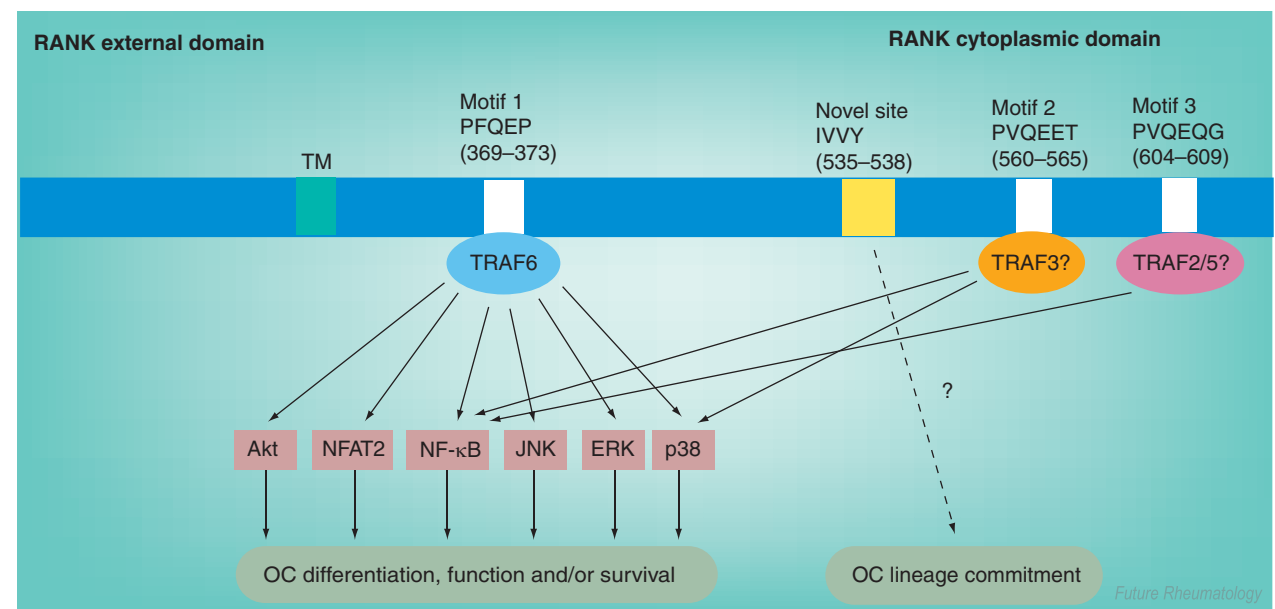 RANK external domain
RANK cytoplasmic domain
TM
Motif 1
PFQEP
(369–373)
Novel site
IVVY
(535–538)
Motif 2
PVQEET
(560–565)
Motif 3
PVQEQG
(604–609)
TRAF6
TRAF3?
TRAF2/5?
?
Akt
NFAT2
NF-κB
JNK
ERK
p38
OC differentiation, function and/or survival
OC lineage commitment
Future Rheumatology